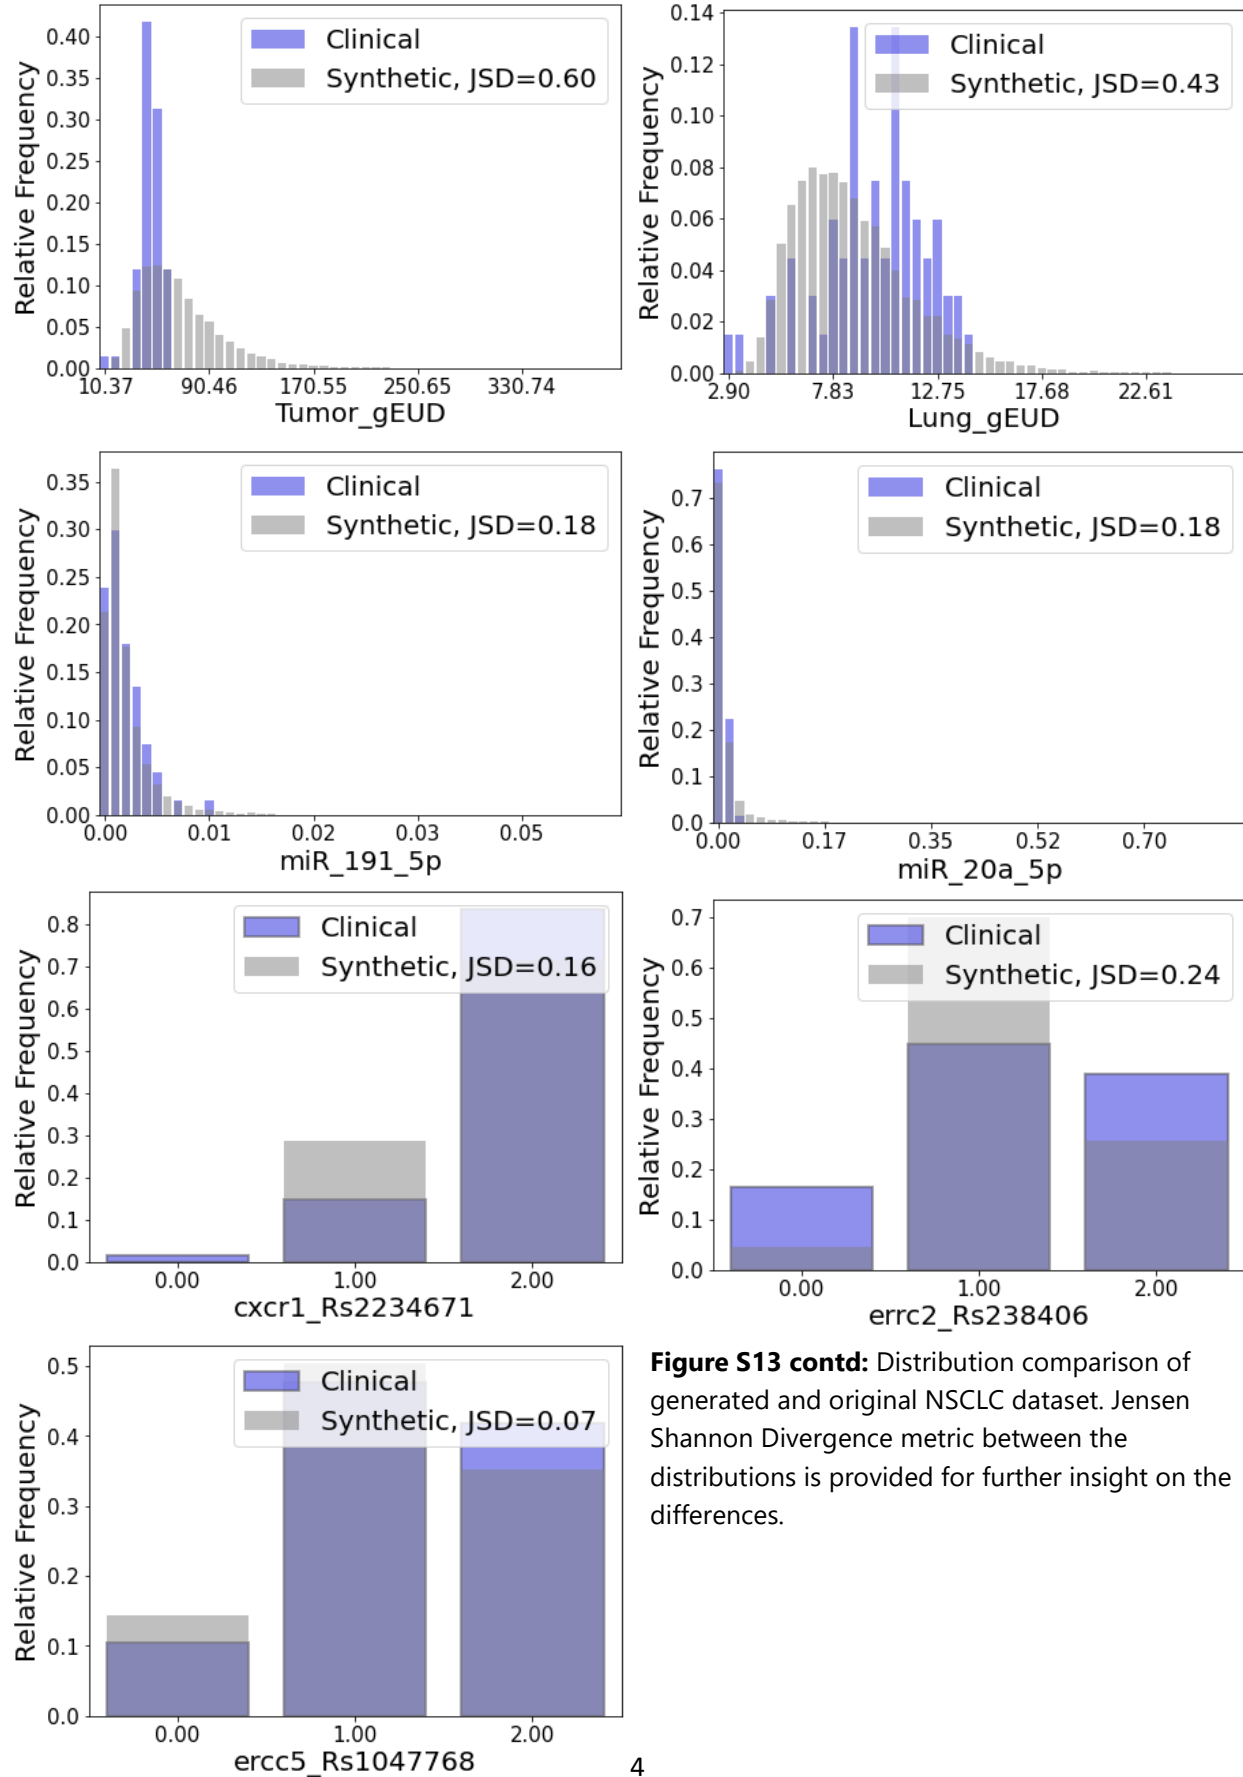 Relative Frequency
0.40
0.35
0.30
0.25
0.20
0.15
0.10
0.05
0.00
Clinical
Synthetic, JSD=0.60
10.37 90.46 170.55 250.65 330.74
Tumor_gEUD
Relative Frequency
0.14
0.12
0.10
0.08
0.06
0.04
0.02
0.00
Clinical
Synthetic, JSD=0.43
2.90 7.83 12.75 17.68 22.61
Lung_gEUD
Relative Frequency
0.35
0.30
0.25
0.20
0.15
0.10
0.05
0.00
Clinical
Synthetic, JSD=0.18
0.00 0.01 0.02 0.03 0.05
miR_191_5p
Relative Frequency
0.7
0.6
0.5
0.4
0.3
0.2
0.1
0.0
Clinical
Synthetic, JSD=0.18
0.00 0.17 0.35 0.52 0.70
miR_20a_5p
Relative Frequency
0.8
0.7
0.6
0.5
0.4
0.3
0.2
0.1
0.0
Clinical
Synthetic, JSD=0.16
0.00 1.00 2.00
cxcr1_Rs2234671
Relative Frequency
0.7
0.6
0.5
0.4
0.3
0.2
0.1
0.0
Clinical
Synthetic, JSD=0.24
0.00 1.00 2.00
errc2_Rs238406
Relative Frequency
0.5
0.4
0.3
0.2
0.1
0.0
Clinical
Synthetic, JSD=0.07
0.00 1.00 2.00
ercc5_Rs1047768
Figure S13 contd: Distribution comparison of
generated and original NSCLC dataset. Jensen
Shannon Divergence metric between the
distributions is provided for further insight on the
differences.
4